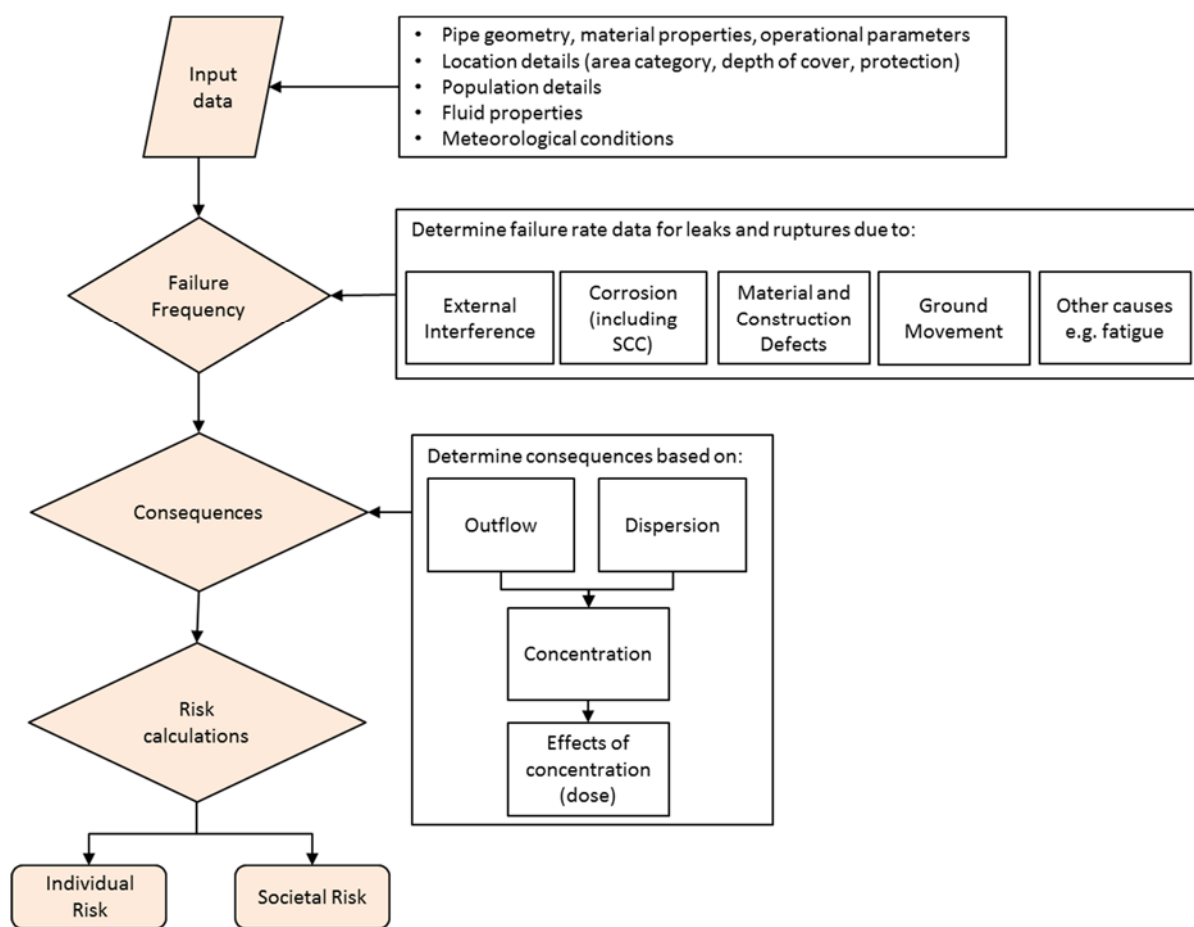 Input
data
• Pipe geometry, material properties, operational parameters
• Location details (area category, depth of cover, protection)
• Population details
• Fluid properties
• Meteorological conditions
Failure
Frequency
Determine failure rate data for leaks and ruptures due to:
External
Interference
Corrosion
(including
SCC)
Material and
Construction
Defects
Ground
Movement
Other causes
e.g. fatigue
Consequences
Determine consequences based on:
Outflow
Dispersion
Concentration
Effects of
concentration
(dose)
Risk
calculations
Individual
Risk
Societal Risk